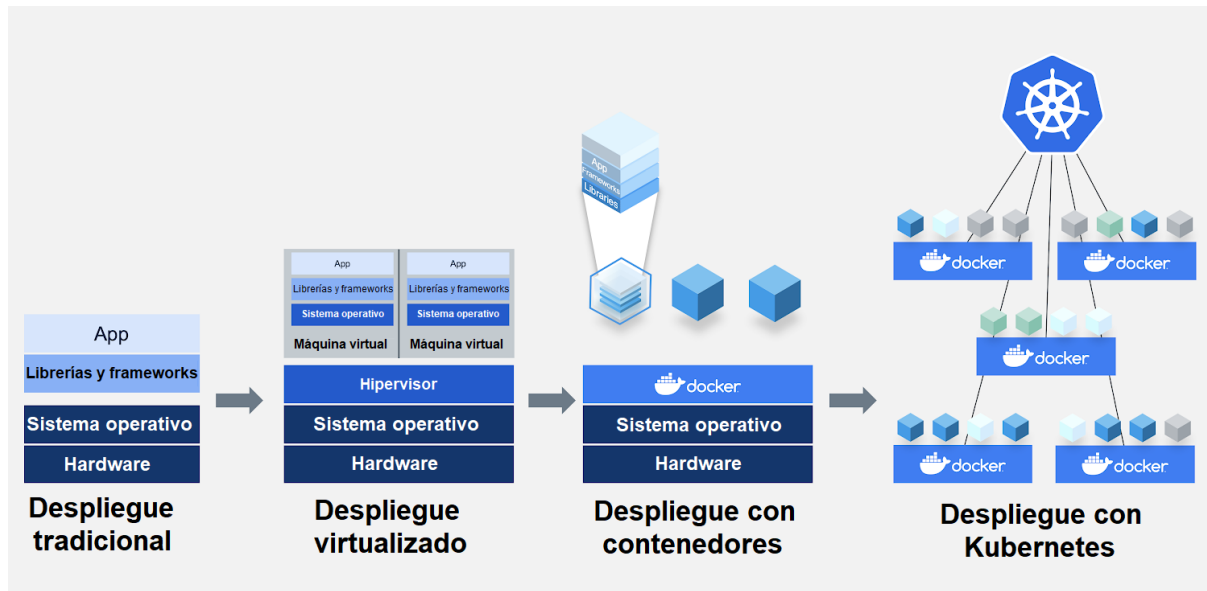 App
Librerías y frameworks
Sistema operativo
Hardware
Despliegue
tradicional
App
Librerías y frameworks
Sistema operativo
Máquina virtual
App
Librerías y frameworks
Sistema operativo
Máquina virtual
Hipervisor
Sistema operativo
Hardware
Despliegue
virtualizado
App
Frameworks
Libraries
docker
Sistema operativo
Hardware
Despliegue con
contenedores
docker
docker
docker
docker
docker
Despliegue con
Kubernetes